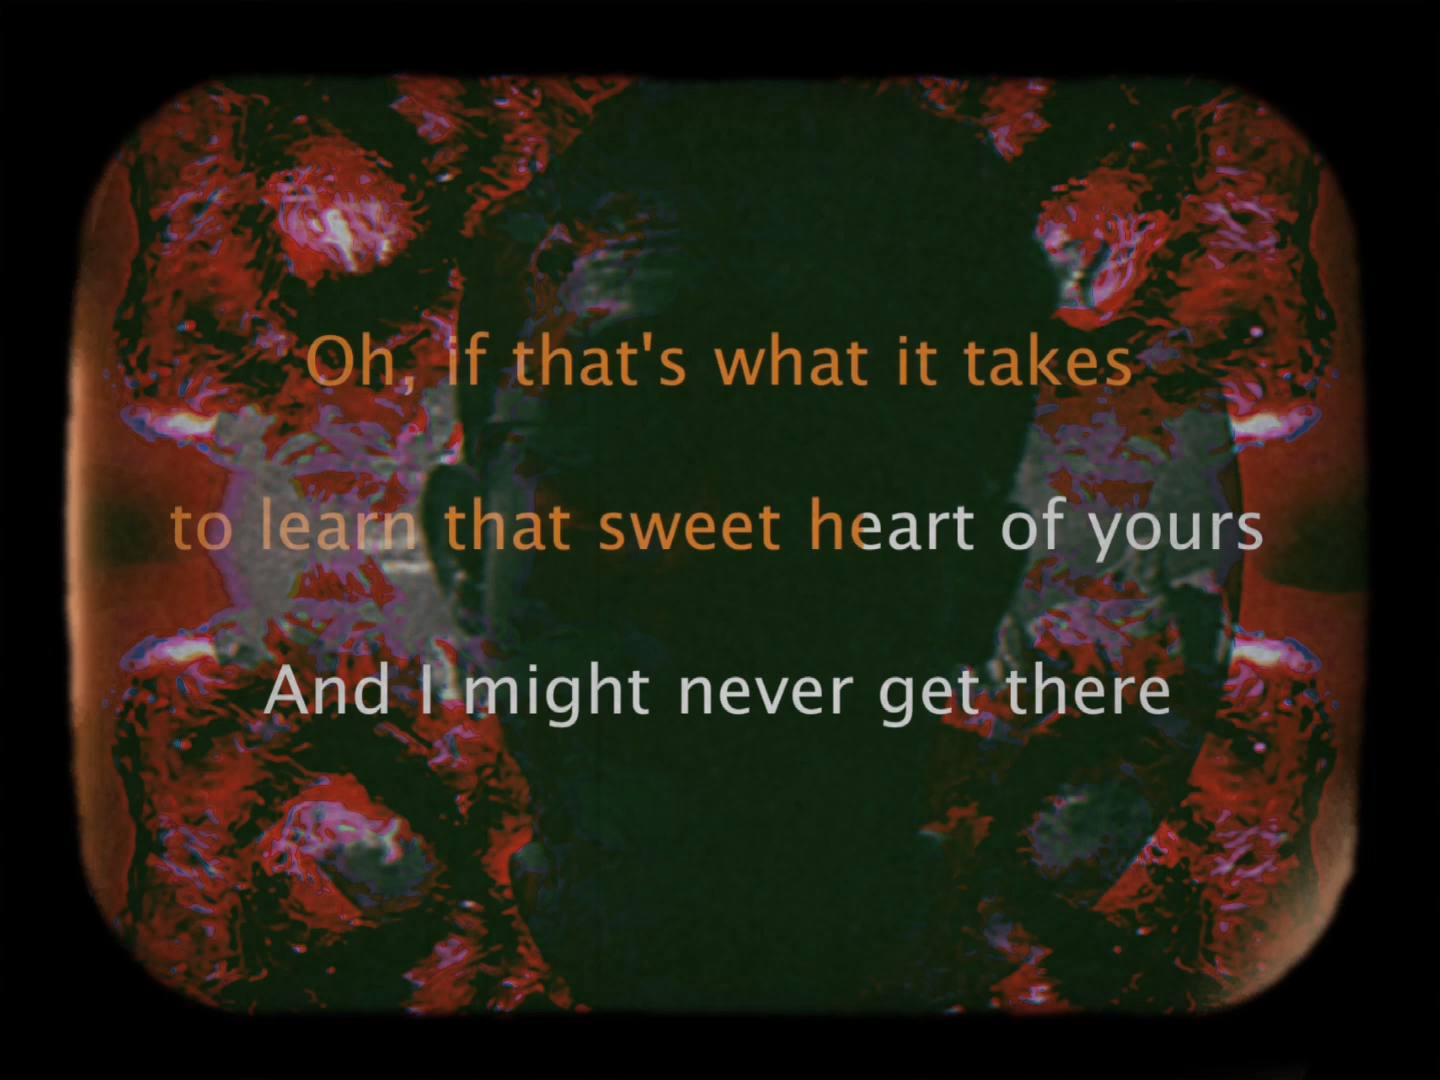 Oh, if that's what it takes
to learn that sweet heart of yours
And I might never get there